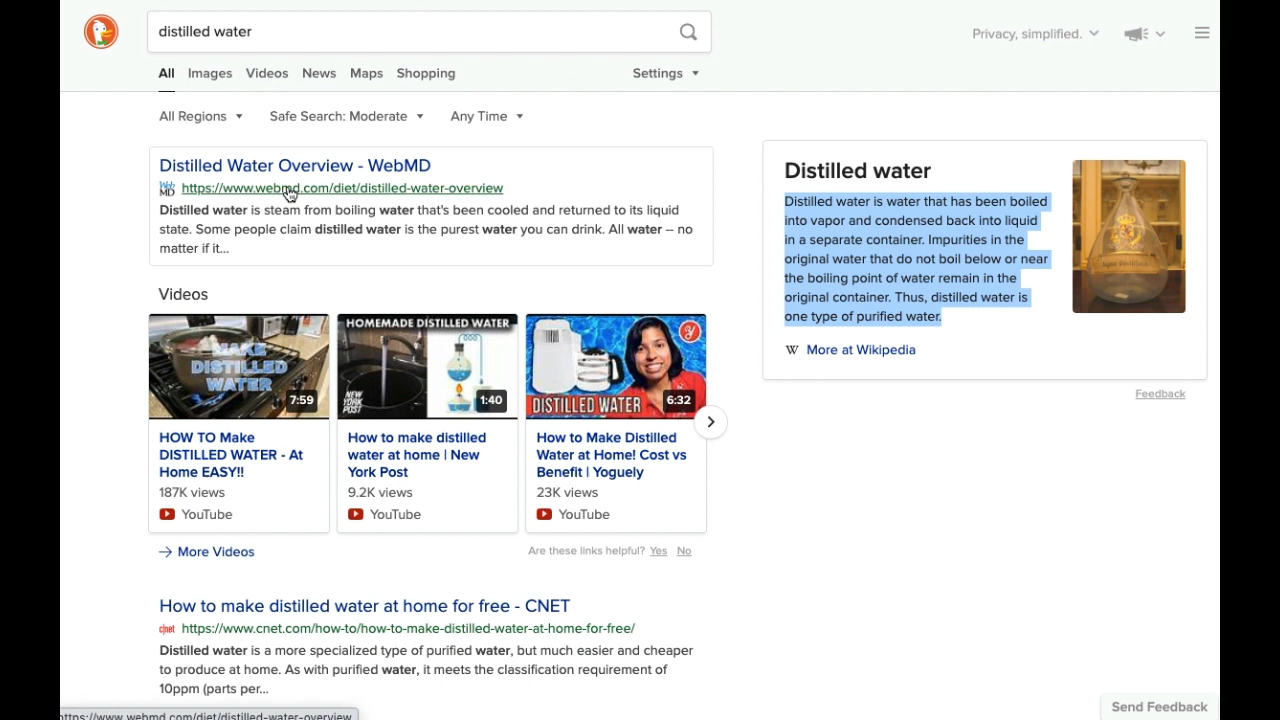 distilled water
Privacy, simplified.
All Images Videos News Maps Shopping
Settings
All Regions Safe Search: Moderate Any Time
Distilled Water Overview - WebMD
Web MD https://www.webmd.com/diet/distilled-water-overview
Distilled water is steam from boiling water that's been cooled and returned to its liquid
state. Some people claim distilled water is the purest water you can drink. All water -- no
matter if it...
Videos
MAKE
DISTILLED
WATER
7:59
HOW TO Make
DISTILLED WATER - At
Home EASY!!
187K views
YouTube
HOMEMADE DISTILLED WATER
NEW
YORK
POST
1:40
How to make distilled
water at home | New
York Post
9.2K views
YouTube
DISTILLED WATER
6:32
How to Make Distilled
Water at Home! Cost vs
Benefit | Yoguely
23K views
YouTube
More Videos
Are these links helpful? Yes No
How to make distilled water at home for free - CNET
c|net https://www.cnet.com/how-to/how-to-make-distilled-water-at-home-for-free/
Distilled water is a more specialized type of purified water, but much easier and cheaper
to produce at home. As with purified water, it meets the classification requirement of
10ppm (parts per...
Distilled water
Distilled water is water that has been boiled
into vapor and condensed back into liquid
in a separate container. Impurities in the
original water that do not boil below or near
the boiling point of water remain in the
original container. Thus, distilled water is
one type of purified water.
W More at Wikipedia
Feedback
Send Feedback
https://www.webmd.com/diet/distilled-water-overview